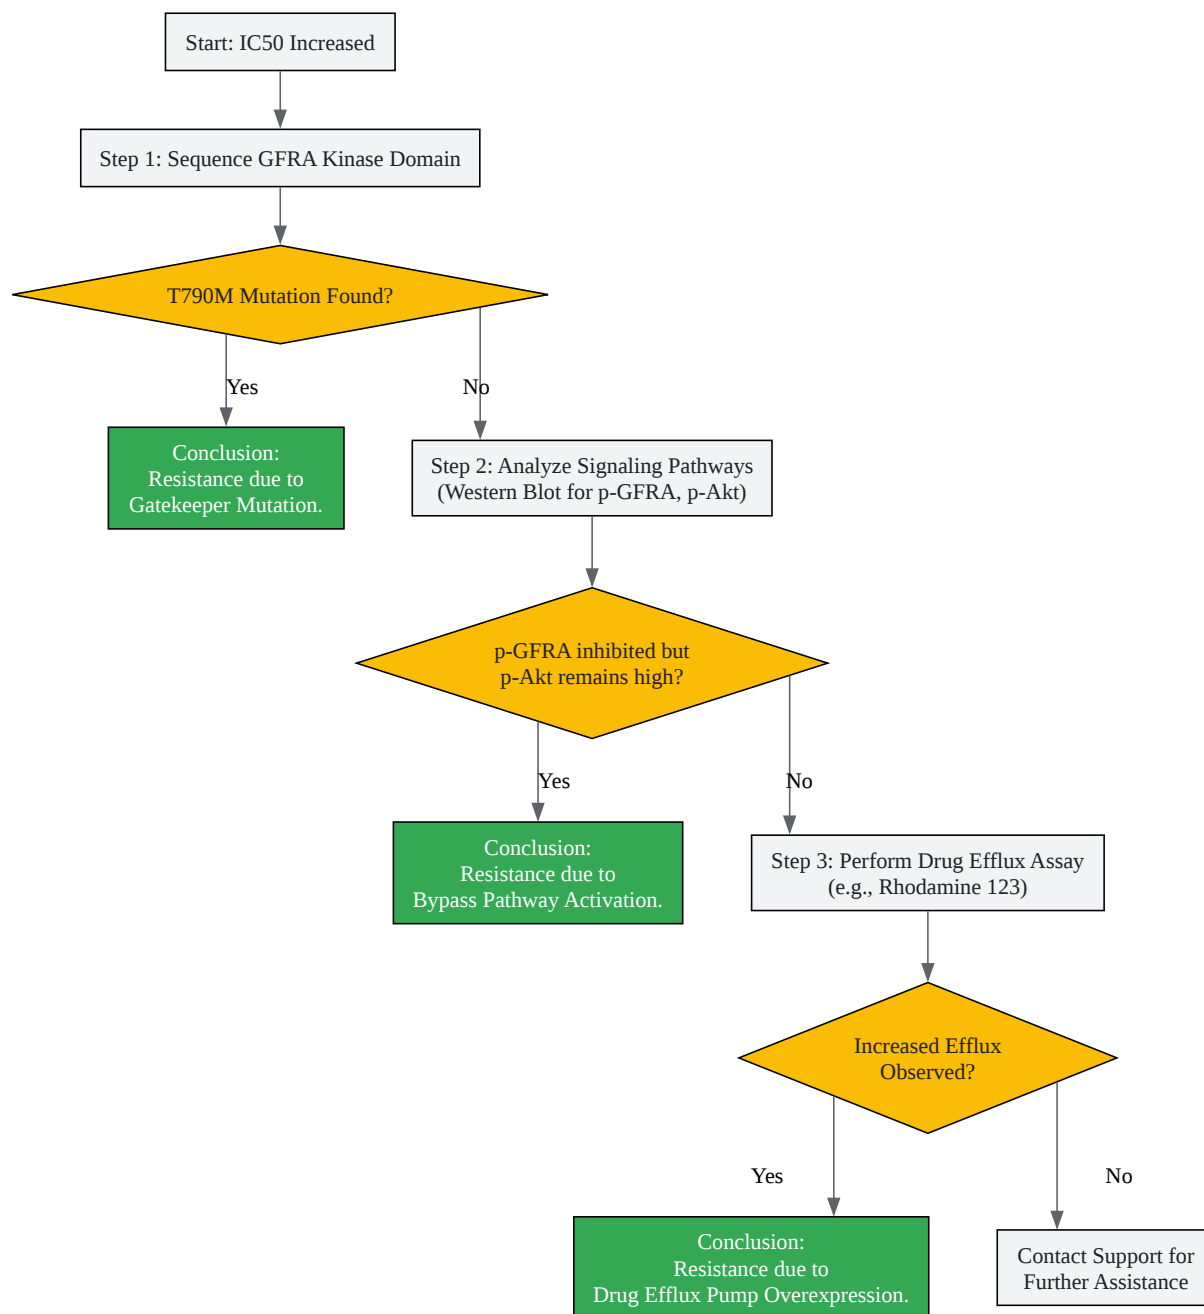 Start: IC50 Increased
Step 1: Sequence GFRA Kinase Domain
T790M Mutation Found?
Yes
No
Conclusion:
Resistance due to
Gatekeeper Mutation.
Step 2: Analyze Signaling Pathways
(Western Blot for p-GFRA, p-Akt)
p-GFRA inhibited but
p-Akt remains high?
Yes
No
Conclusion:
Resistance due to
Bypass Pathway Activation.
Step 3: Perform Drug Efflux Assay
(e.g., Rhodamine 123)
Increased Efflux
Observed?
Yes
No
Conclusion:
Resistance due to
Drug Efflux Pump Overexpression.
Contact Support for
Further Assistance